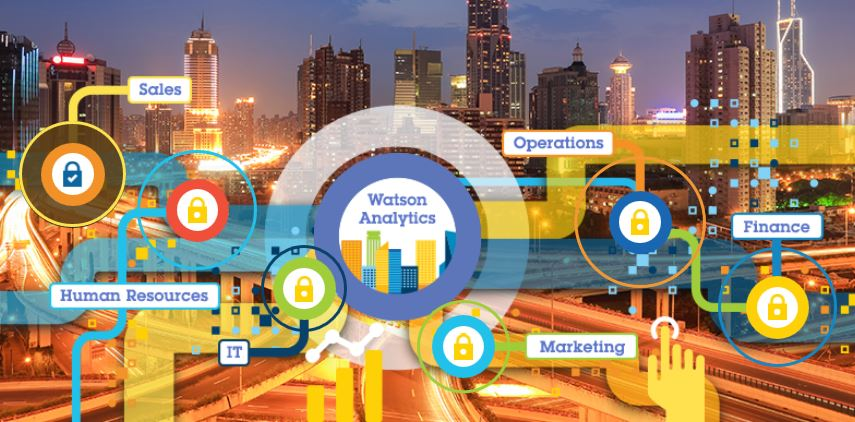 Sales
Operations
Watson
Analytics
Finance
Human Resources
IT
Marketing